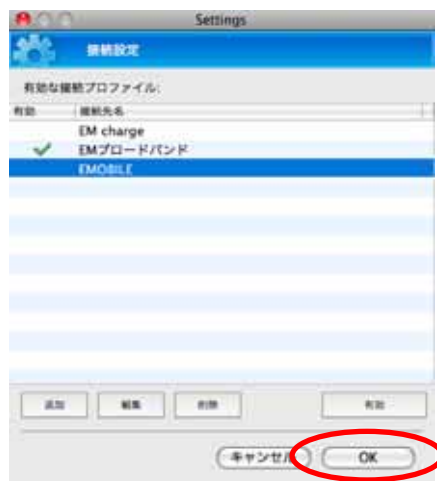 Settings
接続設定
有効な接続プロファイル:
有効 接続先名
EM charge
EMブロードバンド
EMOBILE
追加 編集 削除 有効
キャンセル OK